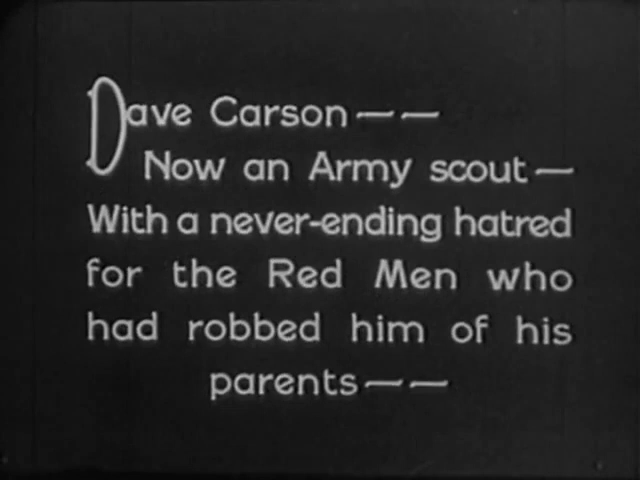 Dave Carson — —
Now an Army scout —
With a never-ending hatred
for the Red Men who
had robbed him of his
parents — —